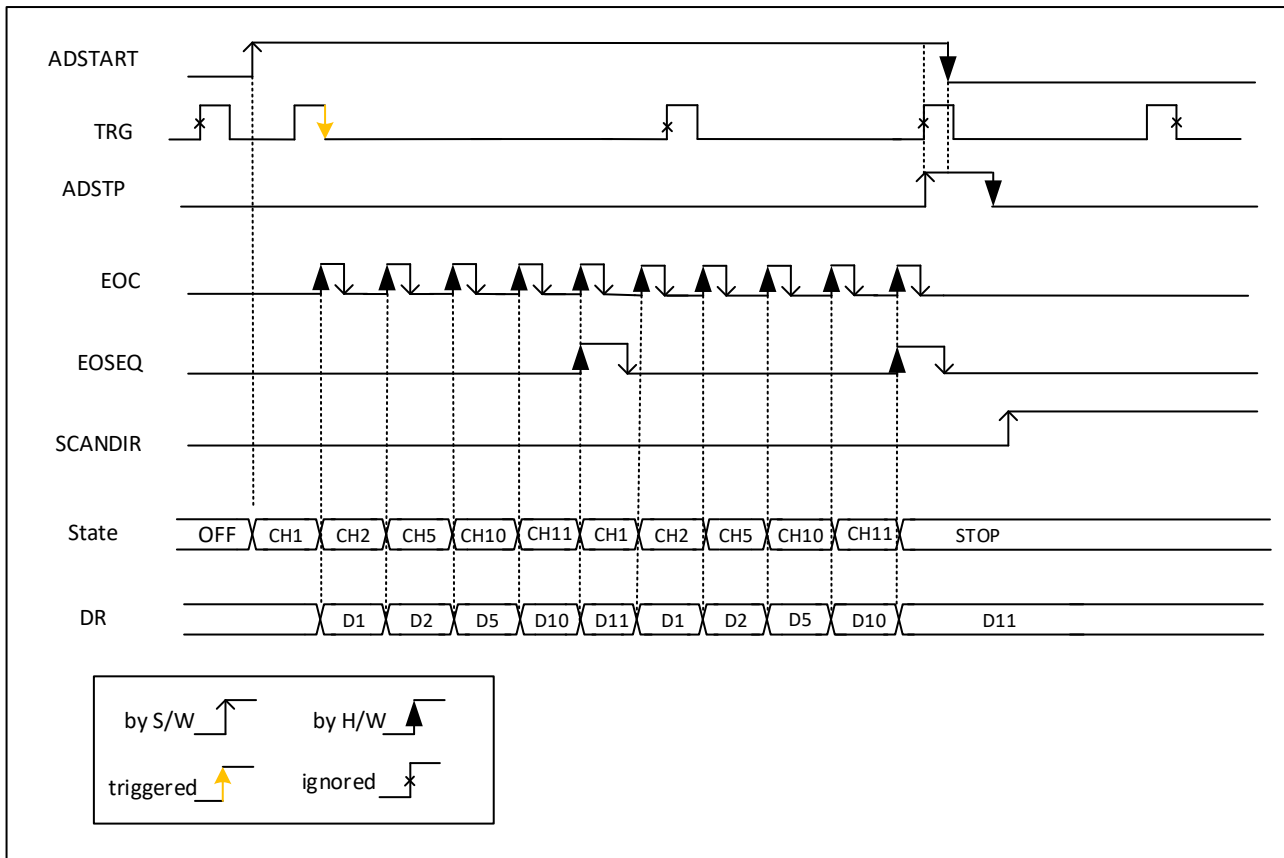 ADSTART
TRG
ADSTP
EOC
EOSEQ
SCANDIR
State OFF CH1 CH2 CH5 CH10 CH11 CH1 CH2 CH5 CH10 CH11 STOP
DR D1 D2 D5 D10 D11 D1 D2 D5 D10 D11
by S/W by H/W
triggered ignored